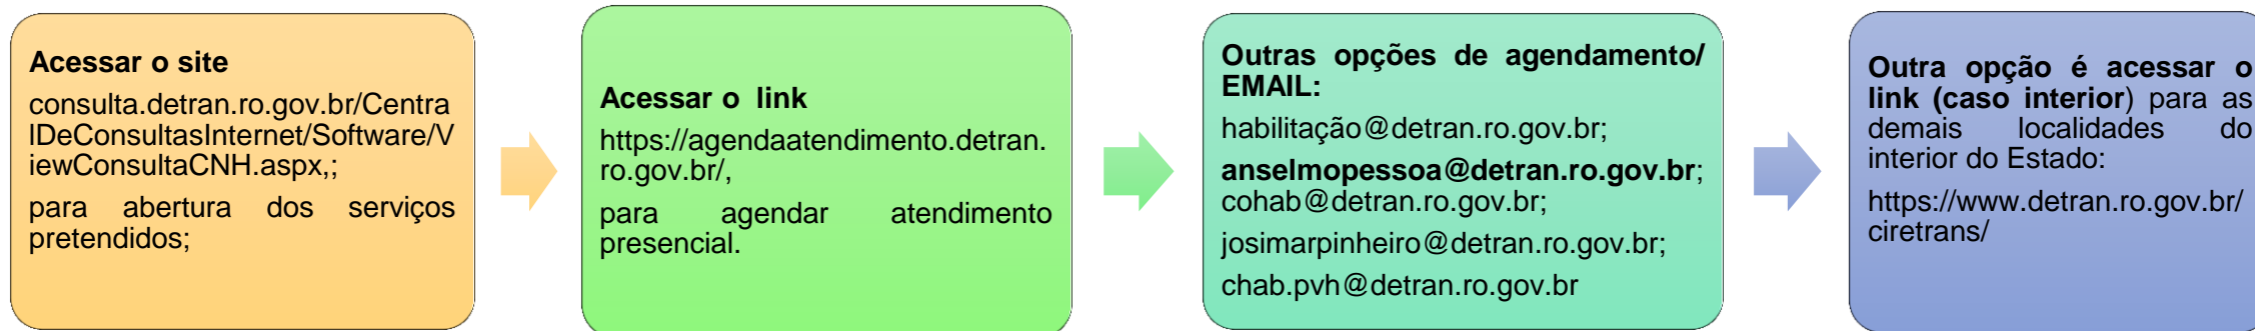 Acessar o site
consulta.detran.ro.gov.br/Centra
lDeConsultasInternet/Software/V
iewConsultaCNH.aspx,;
para abertura dos serviços
pretendidos;
Acessar o link
https://agendaatendimento.detran.
ro.gov.br/,
para agendar atendimento
presencial.
Outras opções de agendamento/
EMAIL:
habilitação@detran.ro.gov.br;
anselmopessoa@detran.ro.gov.br;
cohab@detran.ro.gov.br;
josimarpinheiro@detran.ro.gov.br;
chab.pvh@detran.ro.gov.br
Outra opção é acessar o
link (caso interior) para as
demais localidades do
interior do Estado:
https://www.detran.ro.gov.br/
ciretrans/